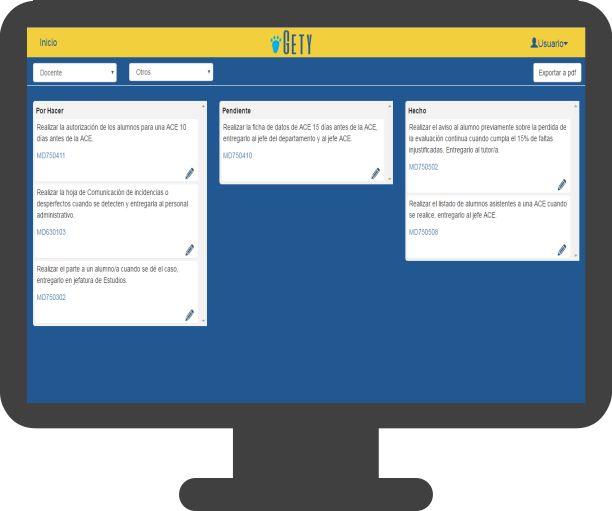 Inicio
Gety
Usuario
Docente
Otros
Exportar a pdf
Por Hacer
Realizar la autorización de los alumnos para una ACE 10
días antes de la ACE.
MD750411
Realizar la hoja de Comunicación de incidencias o
desperfectos cuando se detecten y entregarla al personal
administrativo.
MD630103
Realizar el parte a un alumno/a cuando se dé el caso,
entregarlo en jefatura de Estudios.
MD750302
Pendiente
Realizar la ficha de datos de ACE 15 días antes de la ACE,
entregarlo al jefe del departamento y al jefe ACE.
MD750410
Hecho
Realizar el aviso al alumno previamente sobre la perdida de
la evaluación continua cuando cumpla el 15% de faltas
injustificadas. Entregarlo al tutor/a.
MD750502
Realizar el listado de alumnos asistentes a una ACE cuando
se realice, entregarlo al jefe ACE.
MD750508